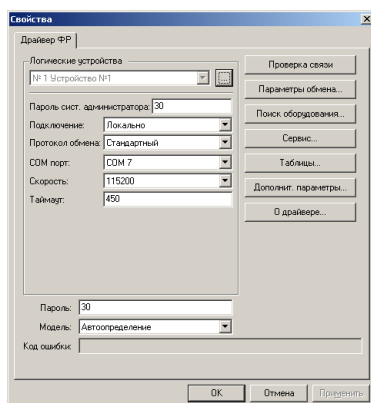 Свойства
Драйвер ФР
Логические устройства
№ 1 Устройство №1
...
Проверка связи
Параметры обмена...
Поиск оборудования...
Сервис...
Таблицы...
Дополнит. параметры...
О драйвере...
Пароль сист. администратора: 30
Подключение: Локально
Протокол обмена: Стандартный
COM порт: COM 7
Скорость: 115200
Таймаут: 450
Пароль: 30
Модель: Автоопределение
Код ошибки:
OK
Отмена
Применить